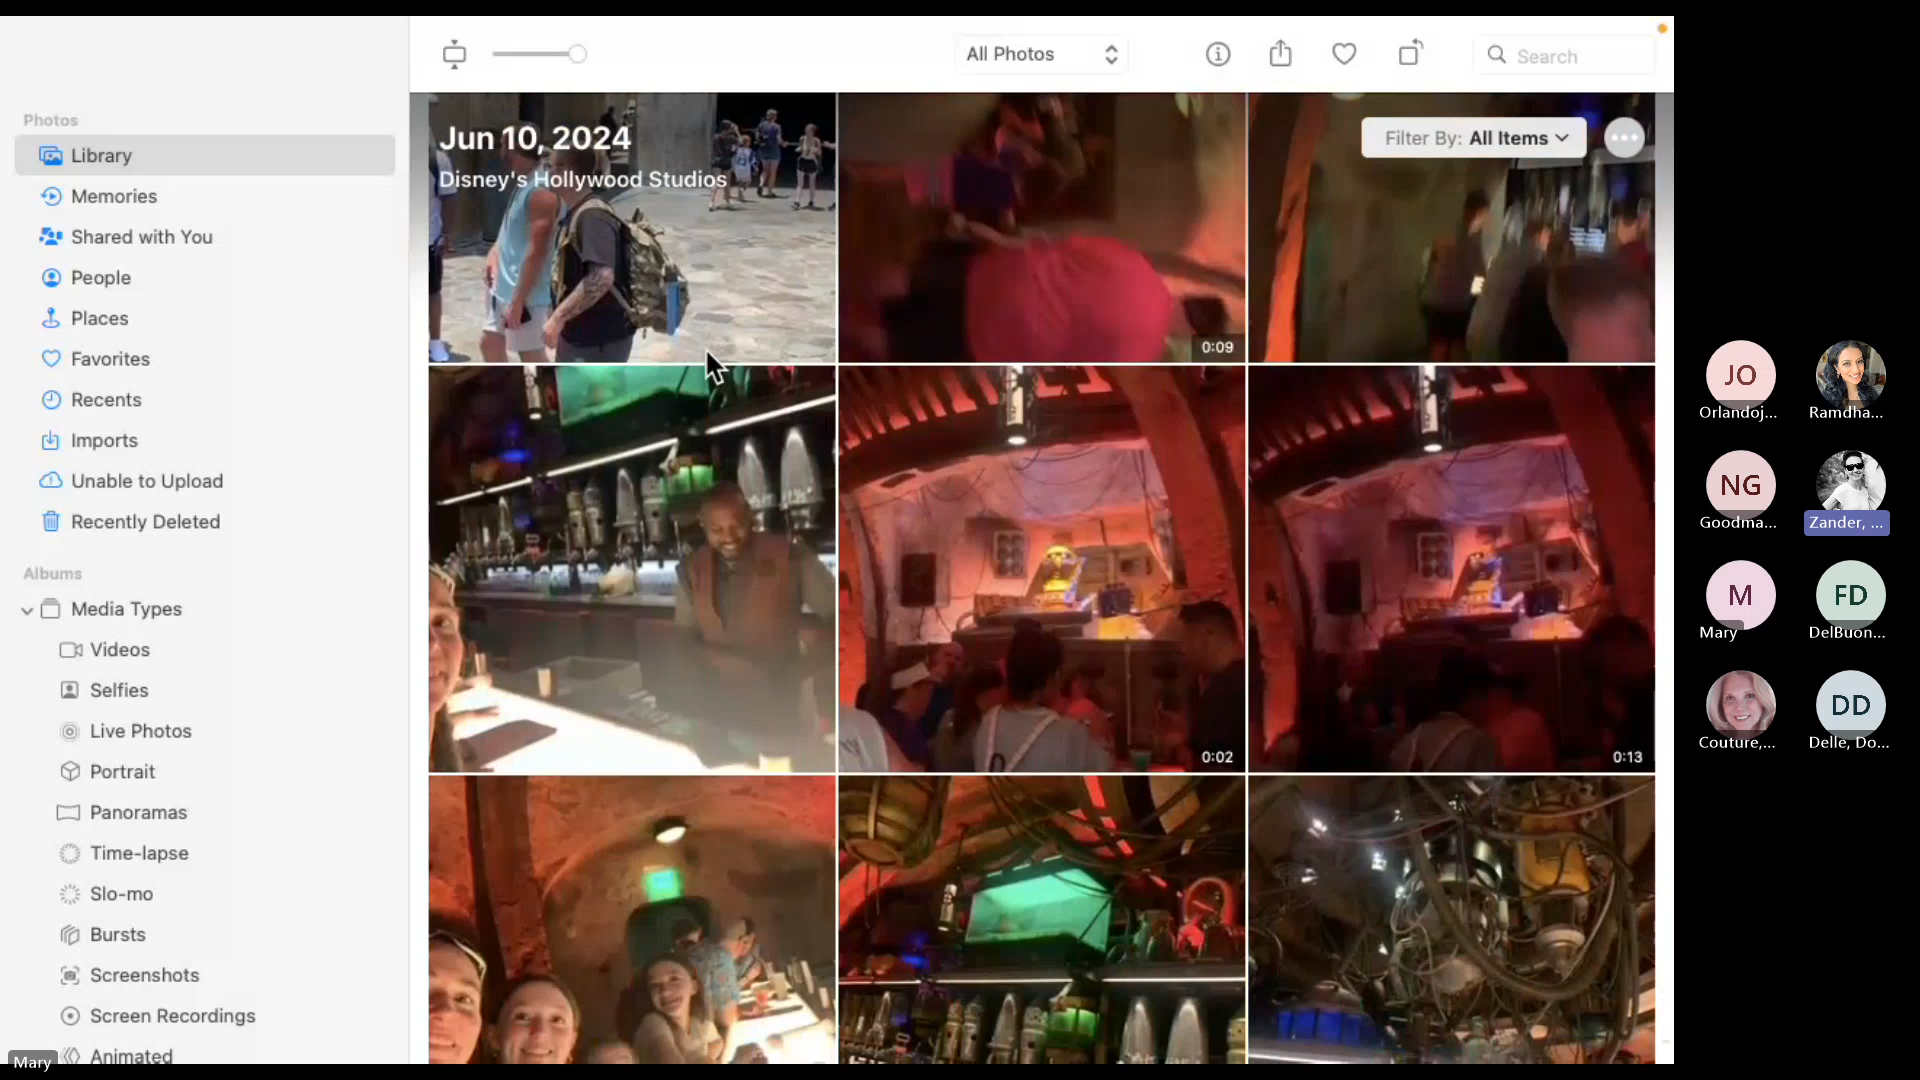 All Photos
Search
Photos
Library
Memories
Shared with You
People
Places
Favorites
Recents
Imports
Unable to Upload
Recently Deleted
Albums
Media Types
Videos
Selfies
Live Photos
Portrait
Panoramas
Time-lapse
Slo-mo
Bursts
Screenshots
Screen Recordings
Animated
Mary
Jun 10, 2024
Disney's Hollywood Studios
Filter By: All Items
0:09
0:02
0:13
JO
Orlandoj...
Ramdha...
NG
Goodma...
Zander, ...
M
Mary
FD
DelBuon...
Couture,...
DD
Delle, Do...